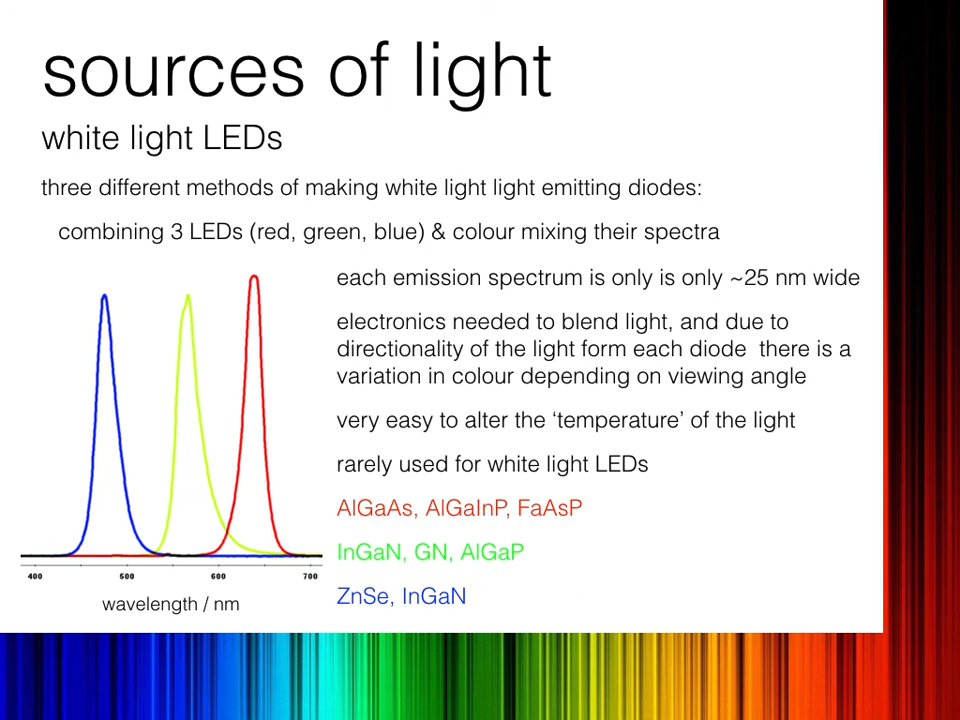 sources of light
white light LEDs
three different methods of making white light light emitting diodes:
combining 3 LEDs (red, green, blue) & colour mixing their spectra
each emission spectrum is only is only ~25 nm wide
electronics needed to blend light, and due to
directionality of the light form each diode  there is a
variation in colour depending on viewing angle
very easy to alter the ‘temperature’ of the light
rarely used for white light LEDs
AlGaAs, AlGaInP, FaAsP
InGaN, GN, AlGaP
ZnSe, InGaN
400 500 600 700
wavelength / nm